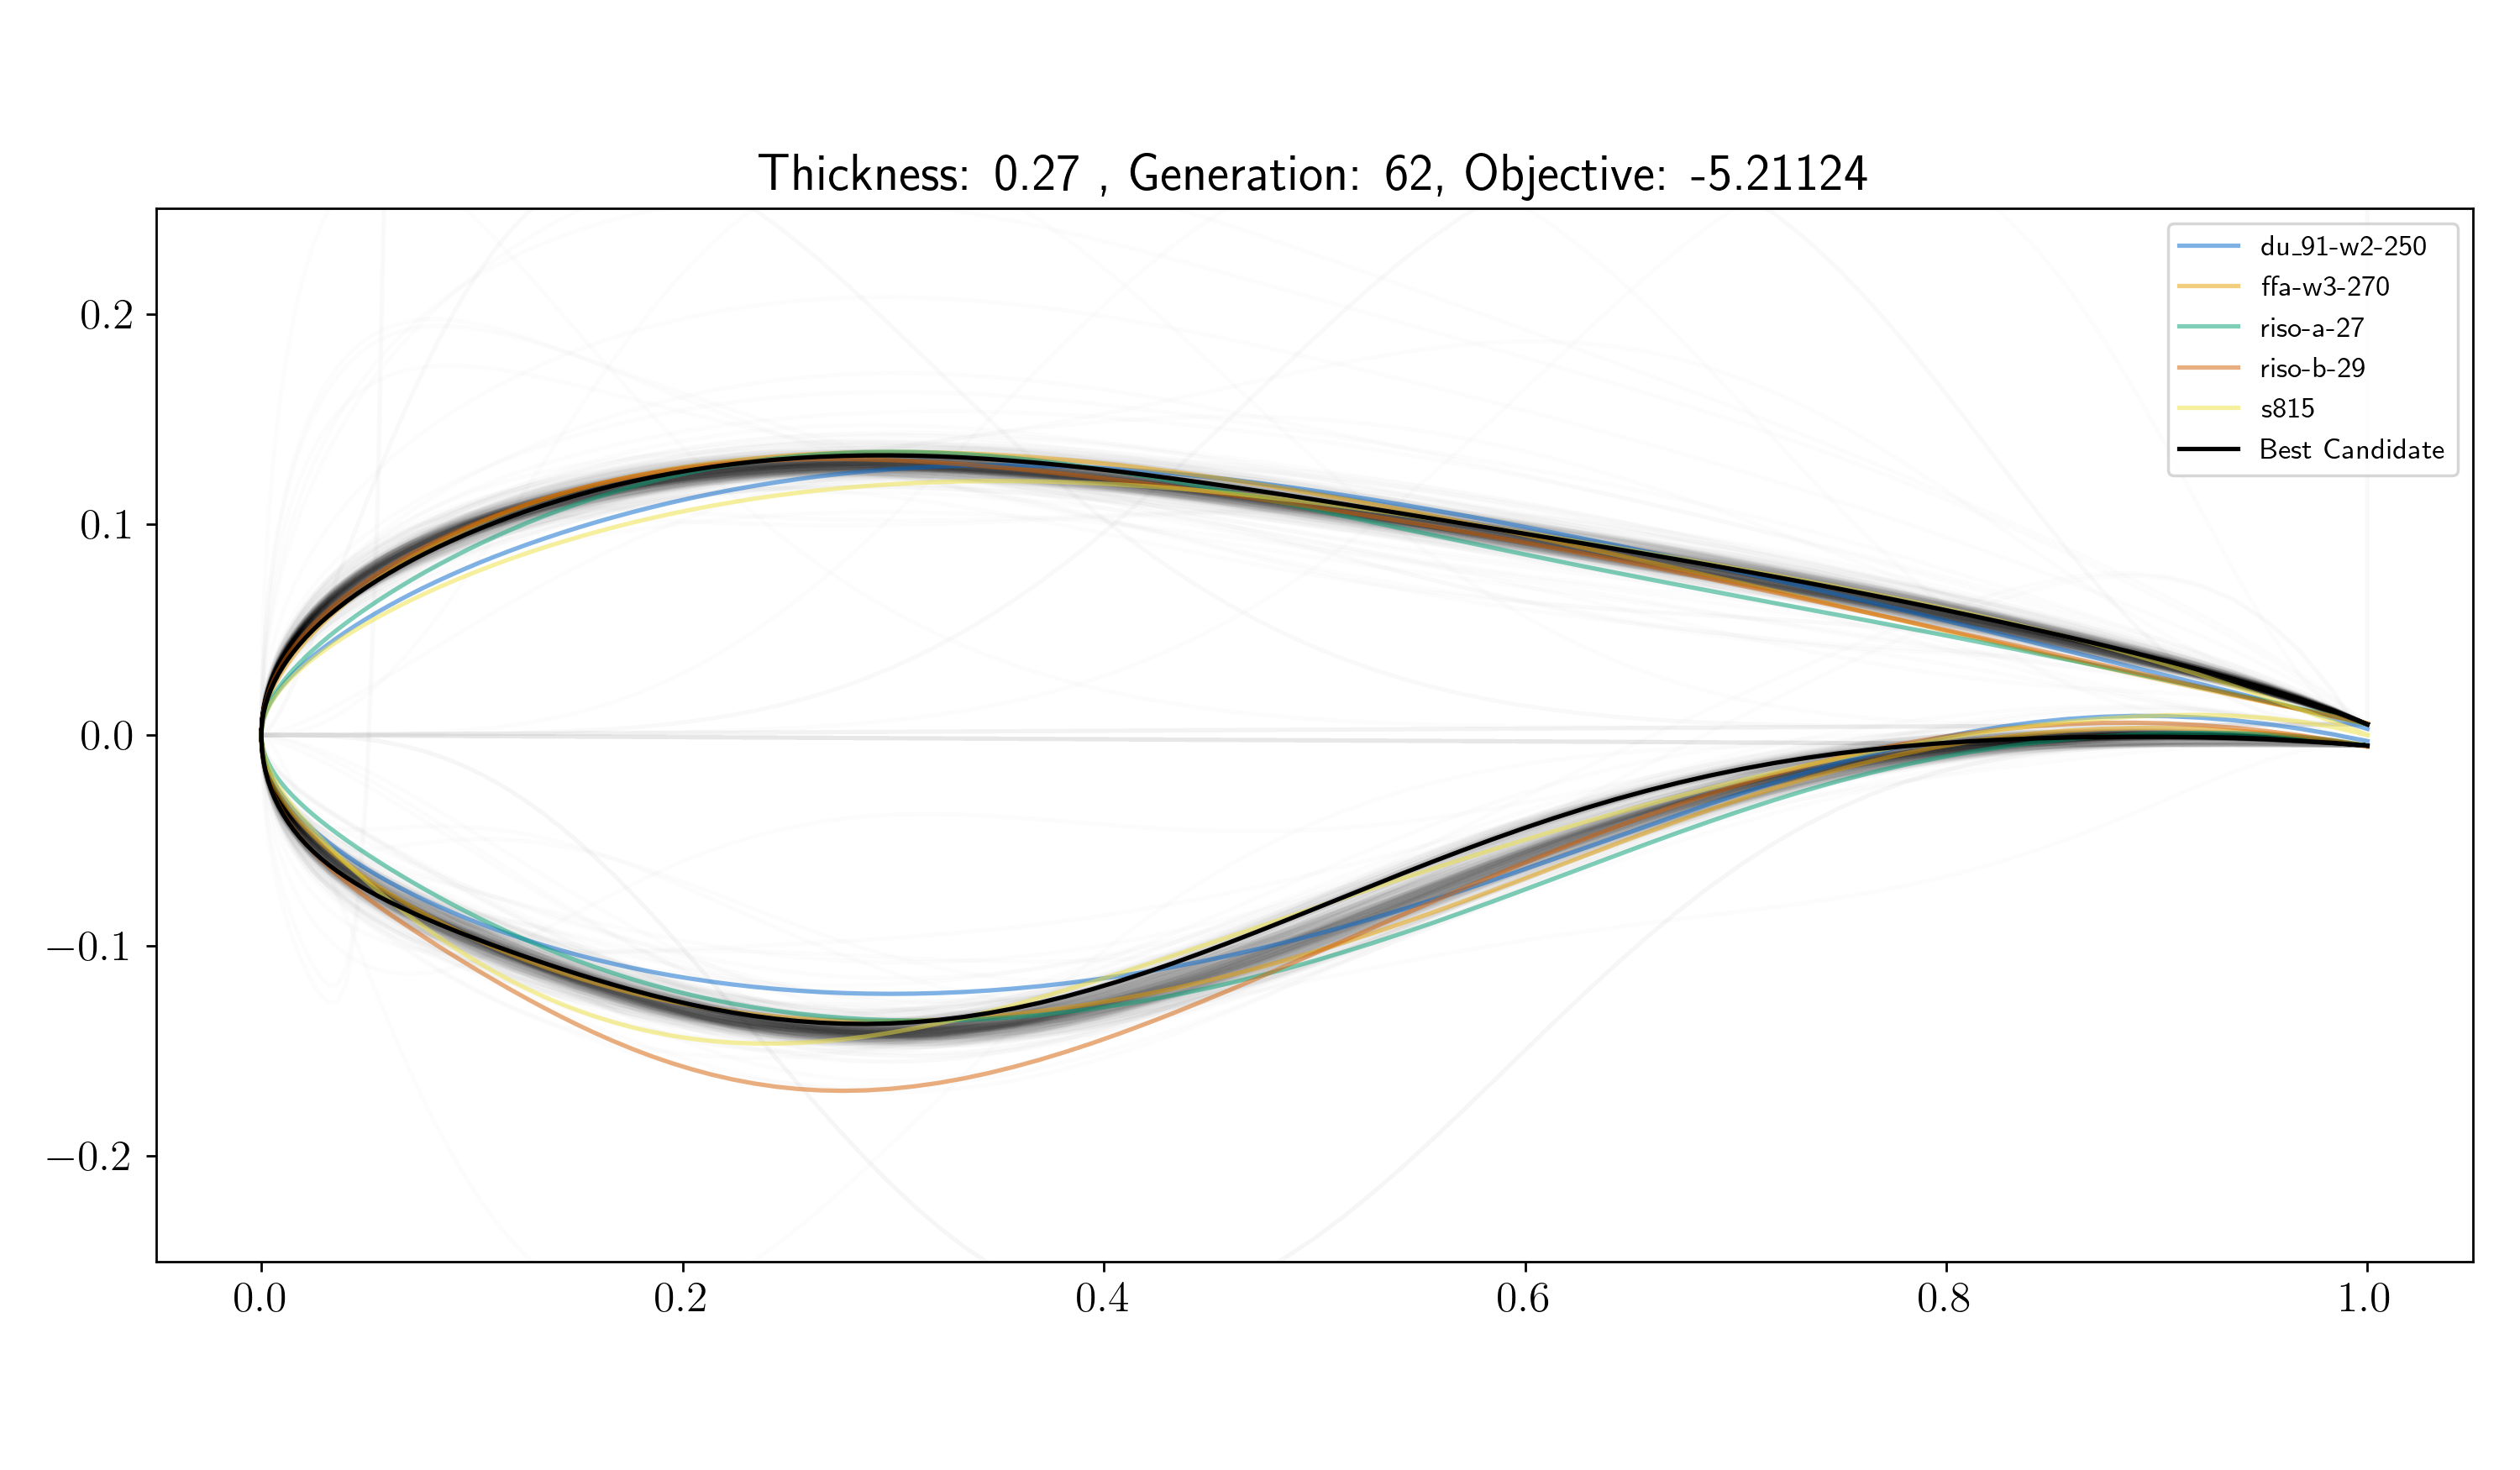 Thickness: 0.27 , Generation: 62, Objective: -5.21124
du_91-w2-250
ffa-w3-270
riso-a-27
riso-b-29
s815
Best Candidate
0.2
0.1
0.0
−0.1
−0.2
0.0 0.2 0.4 0.6 0.8 1.0